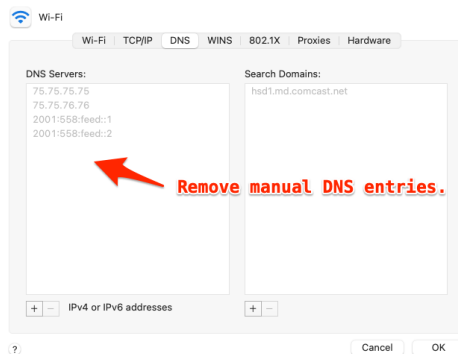 Wi-Fi
Wi-Fi TCP/IP DNS WINS 802.1X Proxies Hardware
DNS Servers:
75.75.75.75
75.75.76.76
2001:558:feed::1
2001:558:feed::2
Search Domains:
hsd1.md.comcast.net
Remove manual DNS entries.
+ − IPv4 or IPv6 addresses
+ −
? Cancel OK